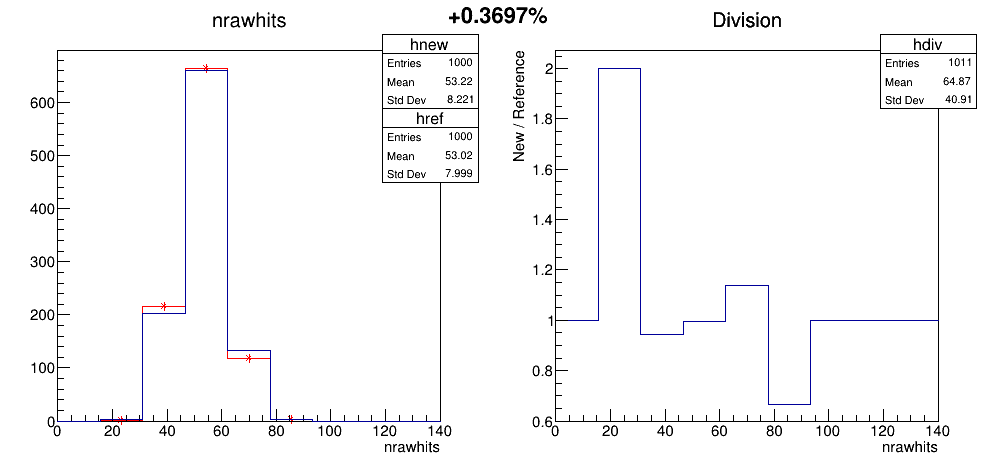 +0.3697%
nrawhits
hnew
Entries 1000
Mean 53.22
Std Dev 8.221
href
Entries 1000
Mean 53.02
Std Dev 7.999
600
500
400
300
200
100
0
0 20 40 60 80 100 120 140
nrawhits
Division
hdiv
Entries 1011
Mean 64.87
Std Dev 40.91
New / Reference
2
1.8
1.6
1.4
1.2
1
0.8
0.6
0 20 40 60 80 100 120 140
nrawhits